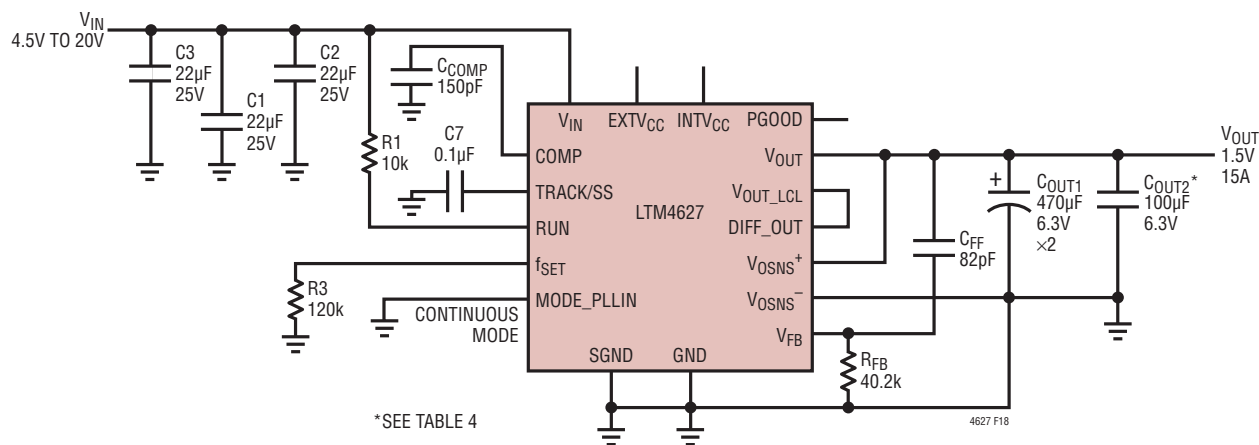 VIN
4.5V TO 20V
C3
22µF
25V
C1
22µF
25V
C2
22µF
25V
R1
10k
CCOMP
150pF
C7
0.1µF
R3
120k
CONTINUOUS
MODE
VIN
EXTVCC
INTVCC
PGOOD
COMP
VOUT
TRACK/SS
VOUT_LCL
LTM4627
RUN
DIFF_OUT
fSET
VOSNS+
MODE_PLLIN
VOSNS–
VFB
SGND
GND
CFF
82pF
RFB
40.2k
COUT1
470µF
6.3V
×2
+
COUT2*
100µF
6.3V
VOUT
1.5V
15A
*SEE TABLE 4
4627 F18